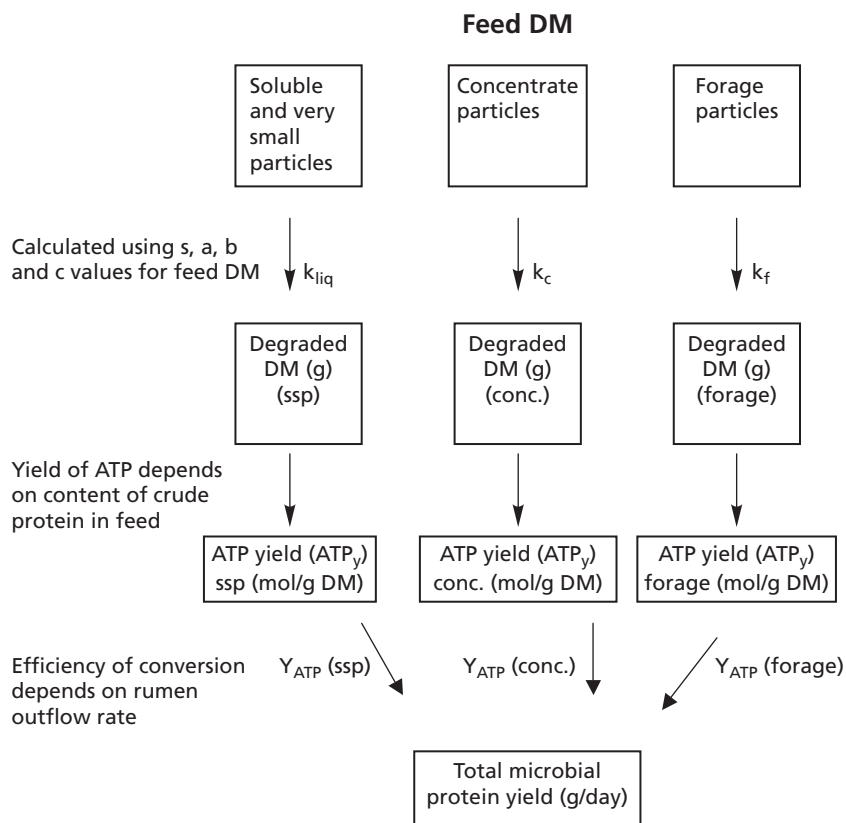 Feed DM
Soluble
and very
small
particles
Concentrate
particles
Forage
particles
Calculated using s, a, b
and c values for feed DM
k_liq
k_c
k_f
Degraded
DM (g)
(ssp)
Degraded
DM (g)
(conc.)
Degraded
DM (g)
(forage)
Yield of ATP depends
on content of crude
protein in feed
ATP yield (ATP_y)
ssp (mol/g DM)
ATP yield (ATP_y)
conc. (mol/g DM)
ATP yield (ATP_y)
forage (mol/g DM)
Efficiency of conversion
depends on rumen
outflow rate
Y_ATP (ssp)
Y_ATP (conc.)
Y_ATP (forage)
Total microbial
protein yield (g/day)